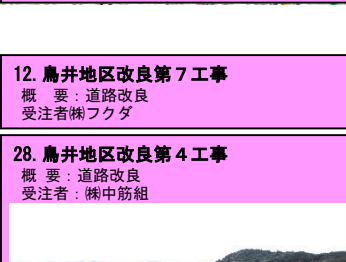 12.鳥井地区改良第７工事
概　要：道路改良
受注者㈱フクダ
28.鳥井地区改良第４工事
概 要：道路改良
受注者：㈱中筋組